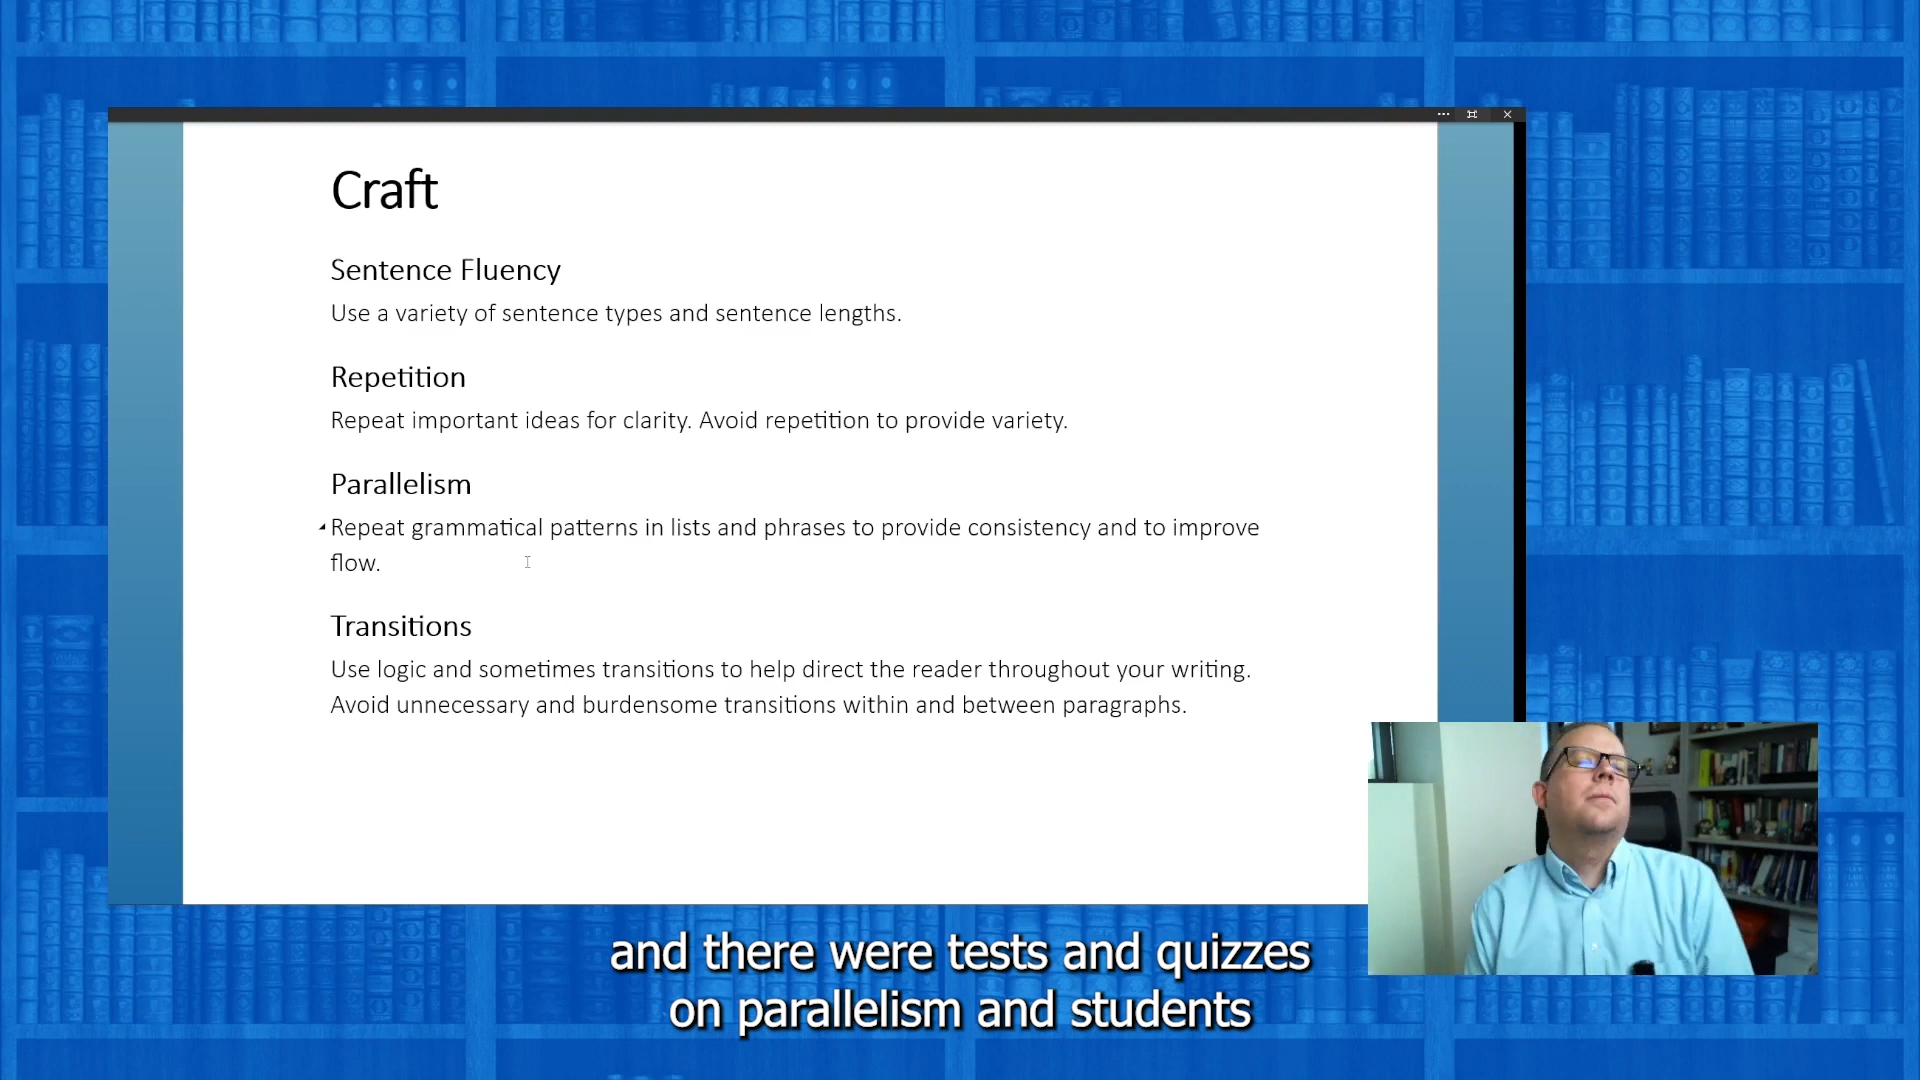 Craft
Sentence Fluency
Use a variety of sentence types and sentence lengths.
Repetition
Repeat important ideas for clarity. Avoid repetition to provide variety.
Parallelism
Repeat grammatical patterns in lists and phrases to provide consistency and to improve
flow.
Transitions
Use logic and sometimes transitions to help direct the reader throughout your writing.
Avoid unnecessary and burdensome transitions within and between paragraphs.
and there were tests and quizzes
on parallelism and students